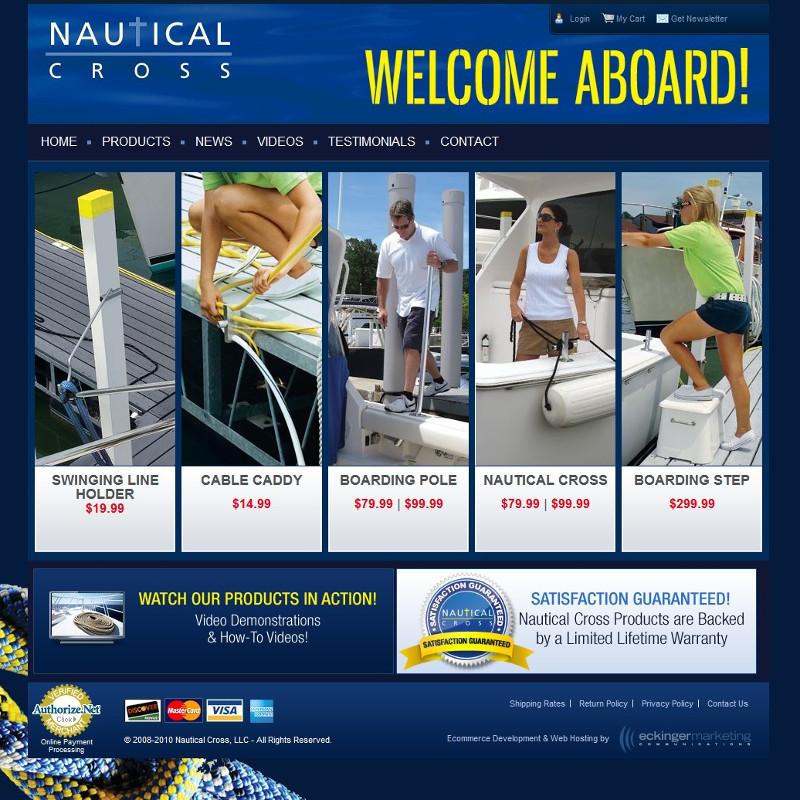 NAUTICAL
CROSS
Login
My Cart
Get Newsletter
WELCOME ABOARD!
HOME
PRODUCTS
NEWS
VIDEOS
TESTIMONIALS
CONTACT
SWINGING LINE
HOLDER
$19.99
CABLE CADDY
$14.99
BOARDING POLE
$79.99 | $99.99
NAUTICAL CROSS
$79.99 | $99.99
BOARDING STEP
$299.99
WATCH OUR PRODUCTS IN ACTION!
Video Demonstrations
& How-To Videos!
SATISFACTION GUARANTEED
NAUTICAL
CROSS
SATISFACTION GUARANTEED
SATISFACTION GUARANTEED!
Nautical Cross Products are Backed
by a Limited Lifetime Warranty
VERIFIED
Authorize.Net
Click
MERCHANT
Online Payment
Processing
DISCOVER
MasterCard
VISA
AMERICAN EXPRESS
© 2008-2010 Nautical Cross, LLC - All Rights Reserved.
Shipping Rates | Return Policy | Privacy Policy | Contact Us
Ecommerce Development & Web Hosting by
eckingermarketing
COMMUNICATIONS